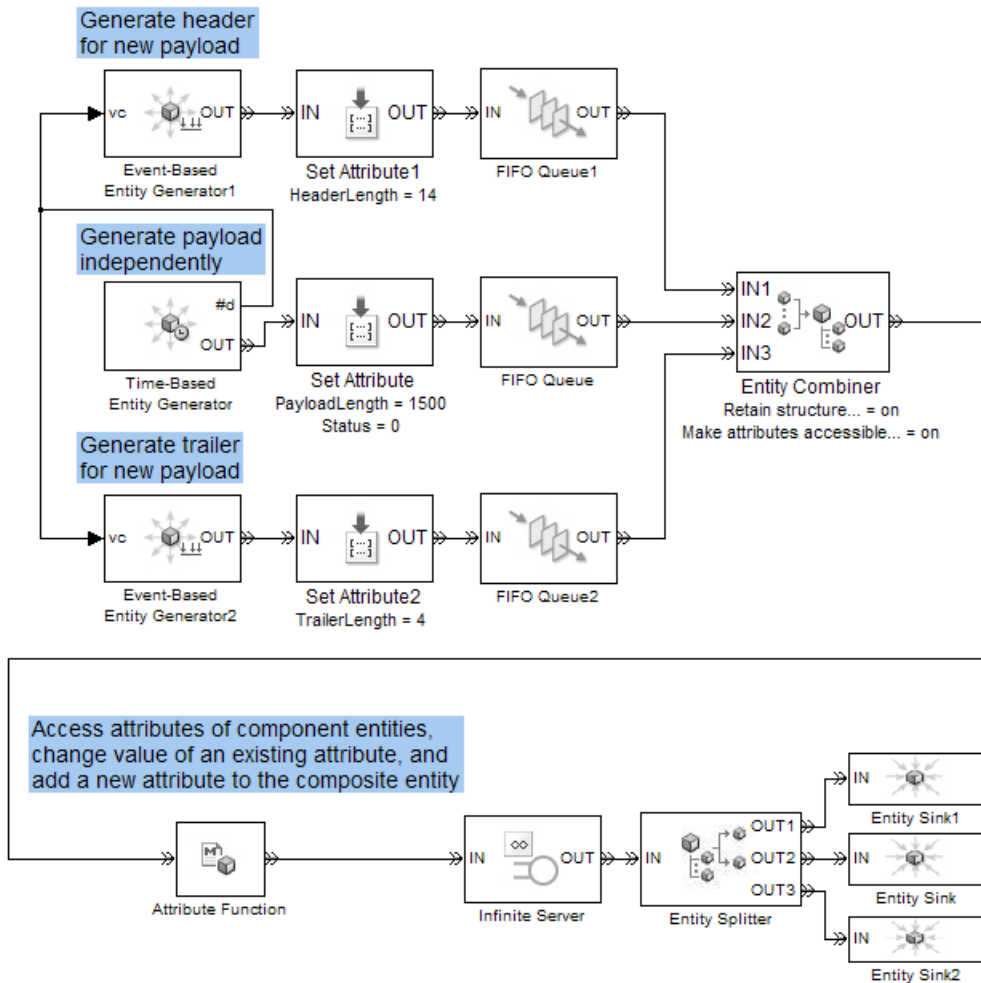 Generate header
for new payload
vc
OUT
Event-Based
Entity Generator1
IN
OUT
Set Attribute1
HeaderLength = 14
IN
OUT
FIFO Queue1
Generate payload
independently
#d
OUT
Time-Based
Entity Generator
IN
OUT
Set Attribute
PayloadLength = 1500
Status = 0
IN
OUT
FIFO Queue
IN1
IN2
IN3
OUT
Entity Combiner
Retain structure... = on
Make attributes accessible... = on
Generate trailer
for new payload
vc
OUT
Event-Based
Entity Generator2
IN
OUT
Set Attribute2
TrailerLength = 4
IN
OUT
FIFO Queue2
Access attributes of component entities,
change value of an existing attribute, and
add a new attribute to the composite entity
M
Attribute Function
IN
∞
OUT
Infinite Server
IN
OUT1
OUT2
OUT3
Entity Splitter
IN
Entity Sink1
IN
Entity Sink
IN
Entity Sink2